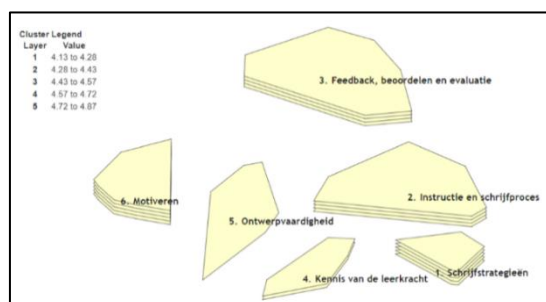 Cluster Legend
Layer Value
1 4.13 to 4.28
2 4.28 to 4.43
3 4.43 to 4.57
4 4.57 to 4.72
5 4.72 to 4.87
3. Feedback, beoordelen en evaluatie
6. Motiveren
2. Instructie en schrijfproces
5. Ontwerpvaardigheid
1. Schrijfstrategieën
4. Kennis van de leerkracht